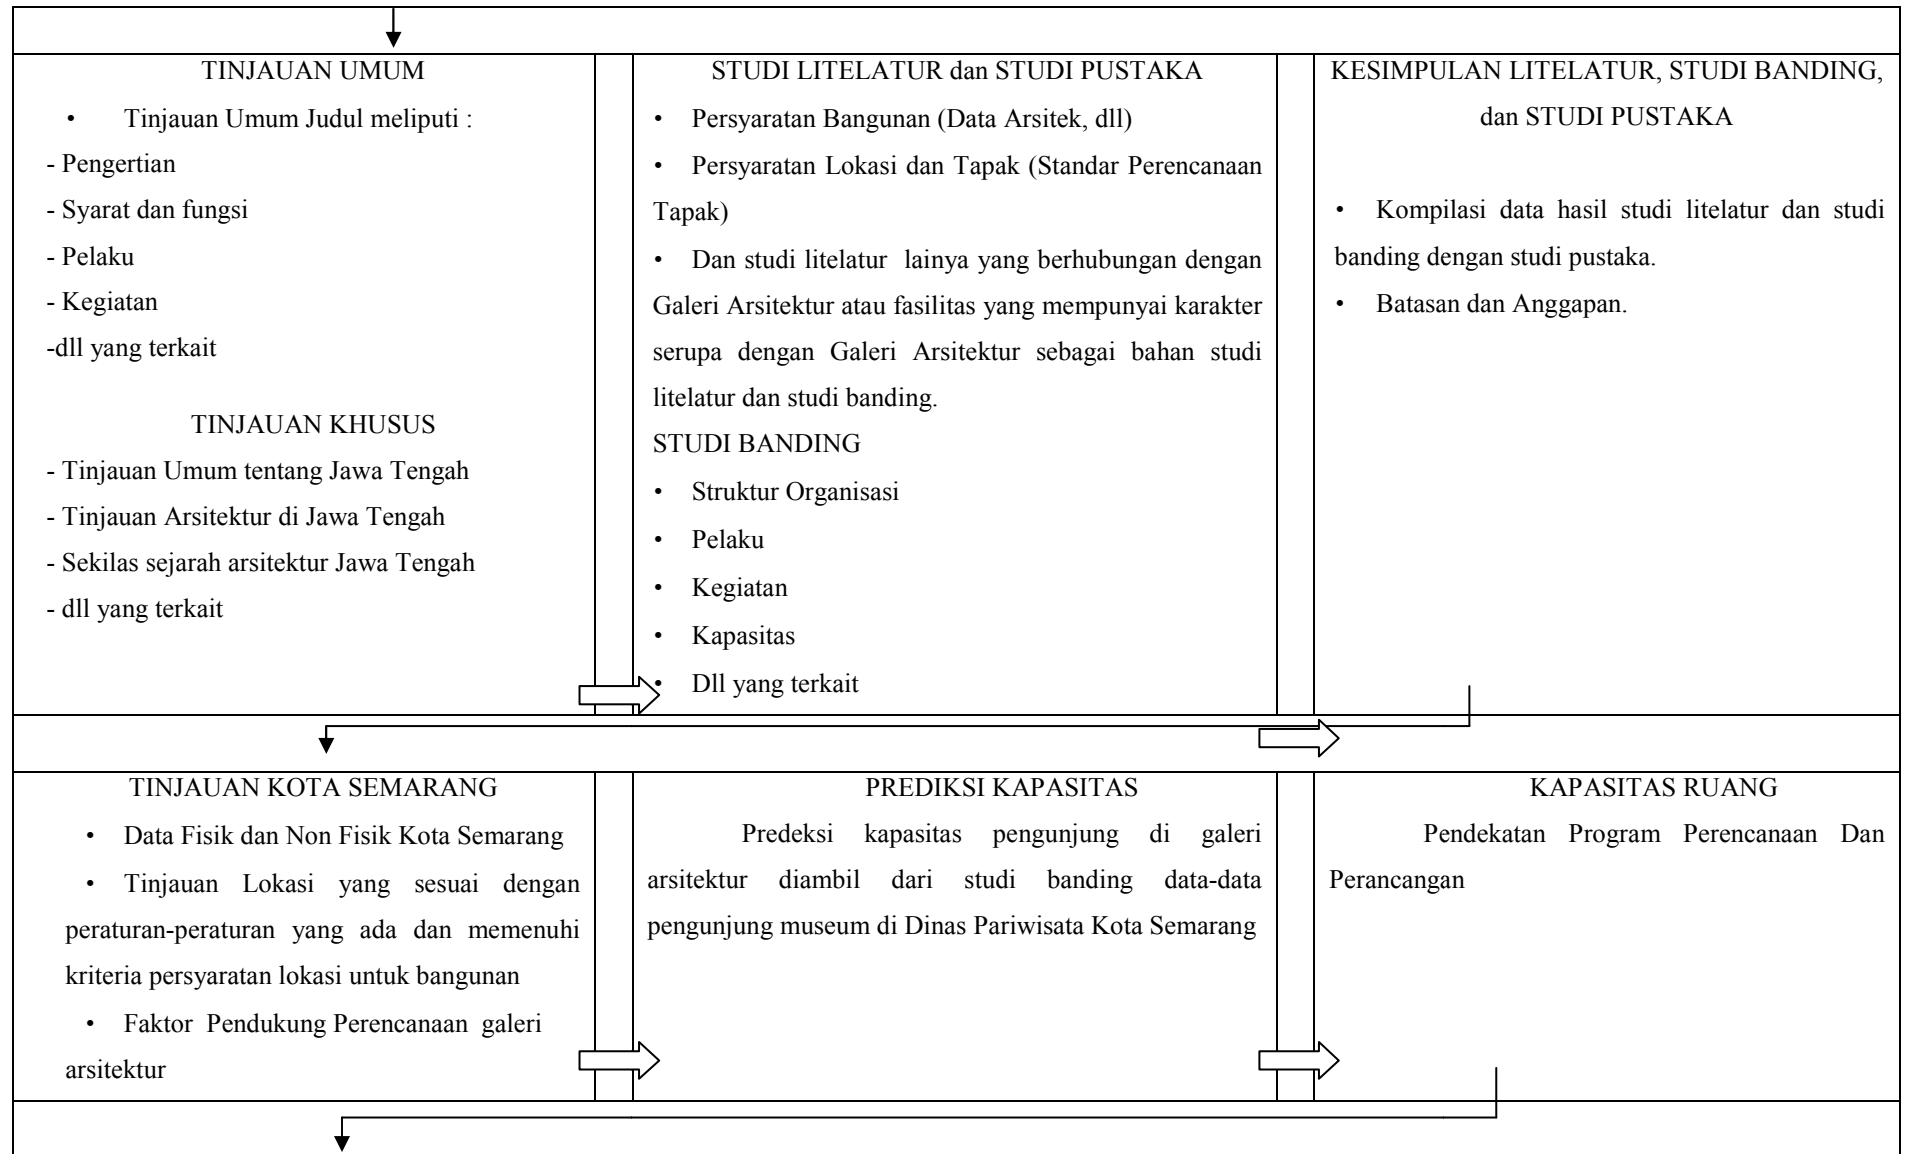 TINJAUAN UMUM
• Tinjauan Umum Judul meliputi :
- Pengertian
- Syarat dan fungsi
- Pelaku
- Kegiatan
-dll yang terkait
TINJAUAN KHUSUS
- Tinjauan Umum tentang Jawa Tengah
- Tinjauan Arsitektur di Jawa Tengah
- Sekilas sejarah arsitektur Jawa Tengah
- dll yang terkait
STUDI LITELATUR dan STUDI PUSTAKA
• Persyaratan Bangunan (Data Arsitek, dll)
• Persyaratan Lokasi dan Tapak (Standar Perencanaan
Tapak)
• Dan studi litelatur lainya yang berhubungan dengan
Galeri Arsitektur atau fasilitas yang mempunyai karakter
serupa dengan Galeri Arsitektur sebagai bahan studi
litelatur dan studi banding.
STUDI BANDING
• Struktur Organisasi
• Pelaku
• Kegiatan
• Kapasitas
• Dll yang terkait
KESIMPULAN LITELATUR, STUDI BANDING,
dan STUDI PUSTAKA
• Kompilasi data hasil studi litelatur dan studi
banding dengan studi pustaka.
• Batasan dan Anggapan.
TINJAUAN KOTA SEMARANG
• Data Fisik dan Non Fisik Kota Semarang
• Tinjauan Lokasi yang sesuai dengan
peraturan-peraturan yang ada dan memenuhi
kriteria persyaratan lokasi untuk bangunan
• Faktor Pendukung Perencanaan galeri
arsitektur
PREDIKSI KAPASITAS
Predeksi kapasitas pengunjung di galeri
arsitektur diambil dari studi banding data-data
pengunjung museum di Dinas Pariwisata Kota Semarang
KAPASITAS RUANG
Pendekatan Program Perencanaan Dan
Perancangan